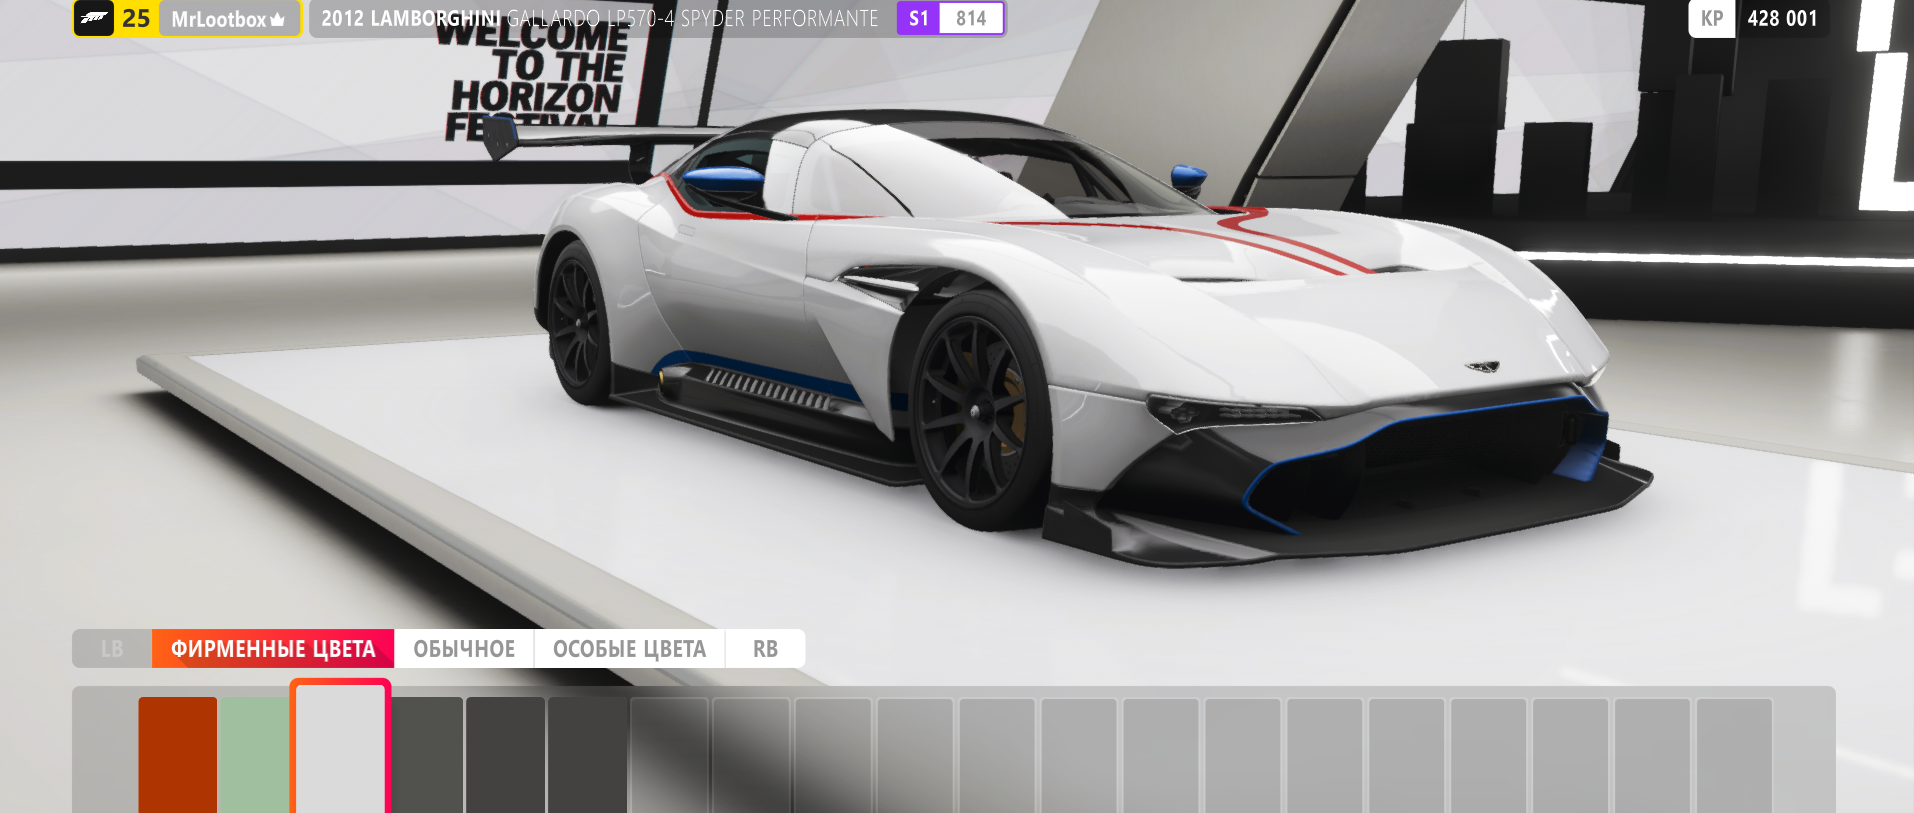 25 MrLootbox 2012 LAMBORGHINI GALLARDO LP570-4 SPYDER PERFORMANTE S1 814 КР 428 001
WELCOME
TO THE
HORIZON
FESTIVAL
LB ФИРМЕННЫЕ ЦВЕТА ОБЫЧНОЕ ОСОБЫЕ ЦВЕТА RB